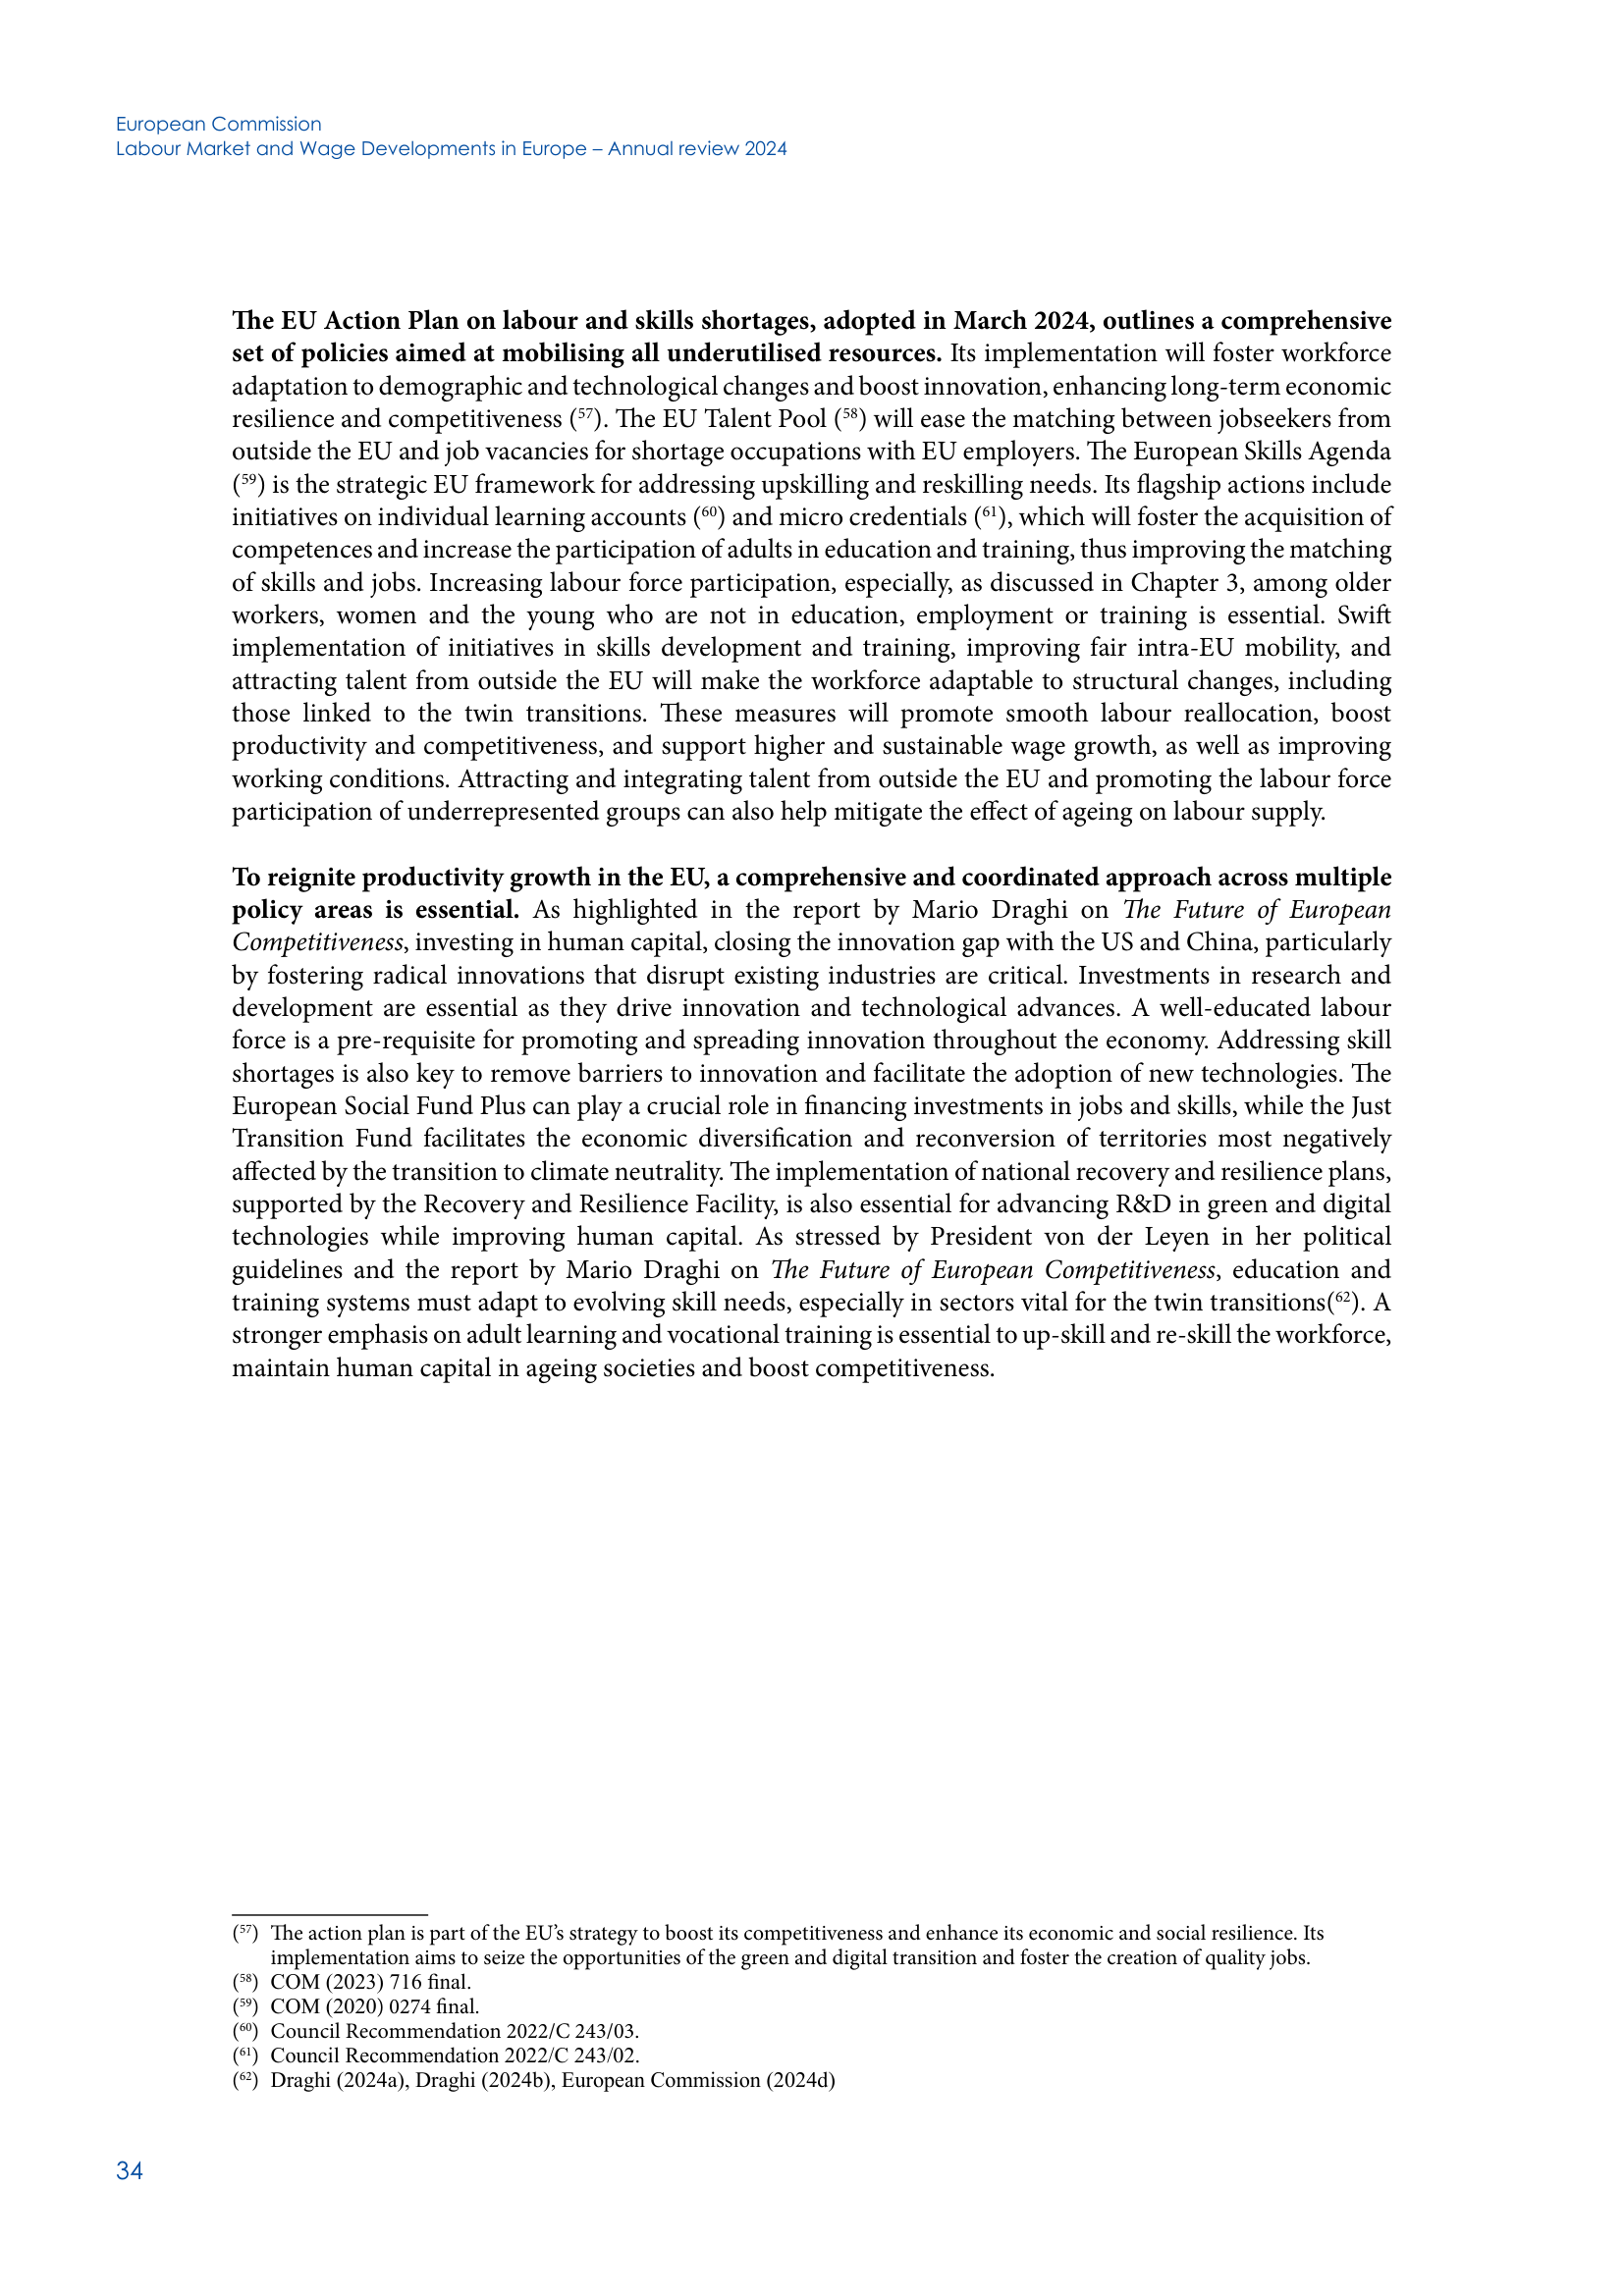 European Commission
Labour Market and Wage Developments in Europe – Annual review 2024
The EU Action Plan on labour and skills shortages, adopted in March 2024, outlines a comprehensive
set of policies aimed at mobilising all underutilised resources. Its implementation will foster workforce
adaptation to demographic and technological changes and boost innovation, enhancing long-term economic
resilience and competitiveness (⁵⁷). The EU Talent Pool (⁵⁸) will ease the matching between jobseekers from
outside the EU and job vacancies for shortage occupations with EU employers. The European Skills Agenda
(⁵⁹) is the strategic EU framework for addressing upskilling and reskilling needs. Its flagship actions include
initiatives on individual learning accounts (⁶⁰) and micro credentials (⁶¹), which will foster the acquisition of
competences and increase the participation of adults in education and training, thus improving the matching
of skills and jobs. Increasing labour force participation, especially, as discussed in Chapter 3, among older
workers, women and the young who are not in education, employment or training is essential. Swift
implementation of initiatives in skills development and training, improving fair intra-EU mobility, and
attracting talent from outside the EU will make the workforce adaptable to structural changes, including
those linked to the twin transitions. These measures will promote smooth labour reallocation, boost
productivity and competitiveness, and support higher and sustainable wage growth, as well as improving
working conditions. Attracting and integrating talent from outside the EU and promoting the labour force
participation of underrepresented groups can also help mitigate the effect of ageing on labour supply.
To reignite productivity growth in the EU, a comprehensive and coordinated approach across multiple
policy areas is essential. As highlighted in the report by Mario Draghi on The Future of European
Competitiveness, investing in human capital, closing the innovation gap with the US and China, particularly
by fostering radical innovations that disrupt existing industries are critical. Investments in research and
development are essential as they drive innovation and technological advances. A well-educated labour
force is a pre-requisite for promoting and spreading innovation throughout the economy. Addressing skill
shortages is also key to remove barriers to innovation and facilitate the adoption of new technologies. The
European Social Fund Plus can play a crucial role in financing investments in jobs and skills, while the Just
Transition Fund facilitates the economic diversification and reconversion of territories most negatively
affected by the transition to climate neutrality. The implementation of national recovery and resilience plans,
supported by the Recovery and Resilience Facility, is also essential for advancing R&D in green and digital
technologies while improving human capital. As stressed by President von der Leyen in her political
guidelines and the report by Mario Draghi on The Future of European Competitiveness, education and
training systems must adapt to evolving skill needs, especially in sectors vital for the twin transitions(⁶²). A
stronger emphasis on adult learning and vocational training is essential to up-skill and re-skill the workforce,
maintain human capital in ageing societies and boost competitiveness.
(⁵⁷) The action plan is part of the EU’s strategy to boost its competitiveness and enhance its economic and social resilience. Its
implementation aims to seize the opportunities of the green and digital transition and foster the creation of quality jobs.
(⁵⁸) COM (2023) 716 final.
(⁵⁹) COM (2020) 0274 final.
(⁶⁰) Council Recommendation 2022/C 243/03.
(⁶¹) Council Recommendation 2022/C 243/02.
(⁶²) Draghi (2024a), Draghi (2024b), European Commission (2024d)
34